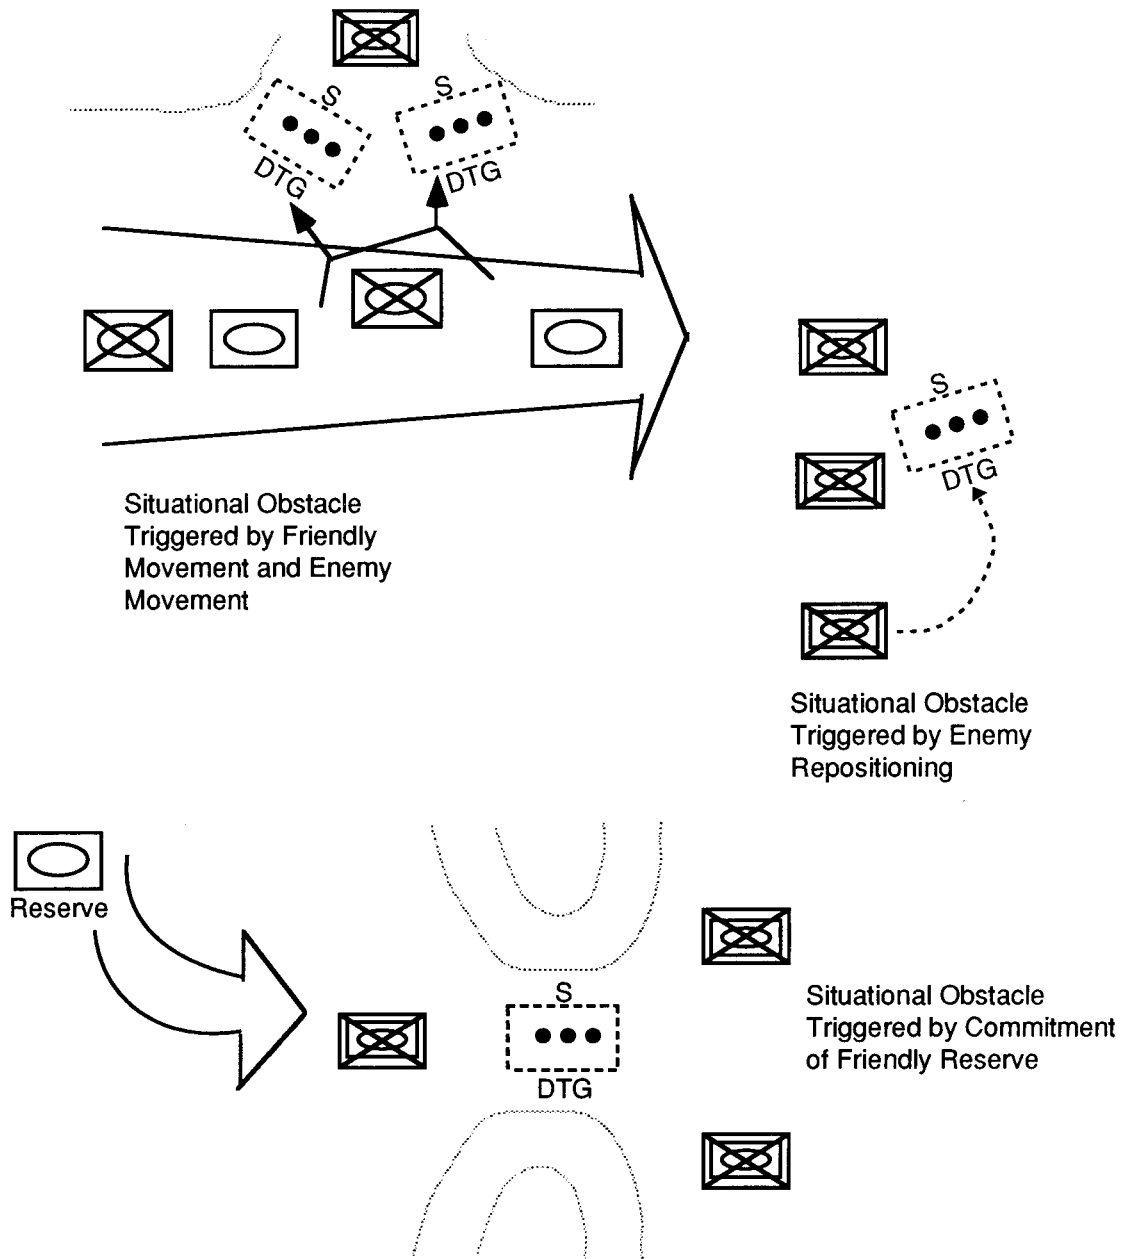 S
S
DTG
DTG
Situational Obstacle
Triggered by Friendly
Movement and Enemy
Movement
S
DTG
Situational Obstacle
Triggered by Enemy
Repositioning
Reserve
S
DTG
Situational Obstacle
Triggered by Commitment
of Friendly Reserve